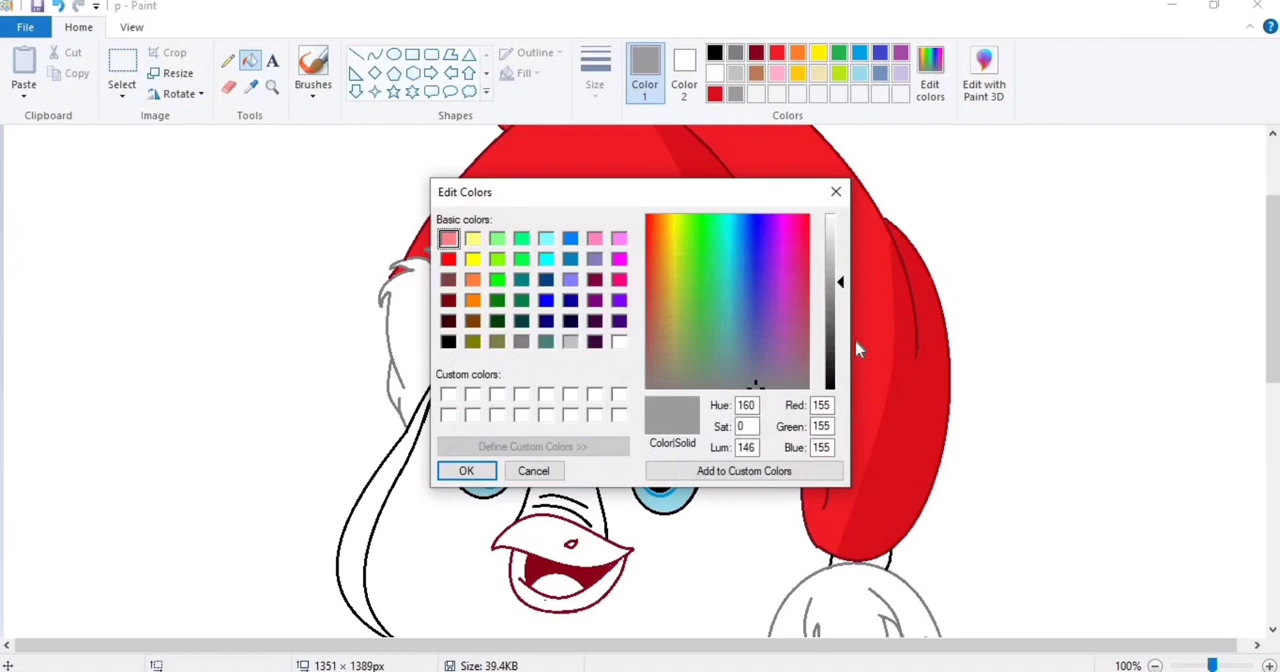 p - Paint
File Home View
Paste
Cut
Copy
Clipboard
Select
Crop
Resize
Rotate
Image
A
Tools
Brushes
Outline
Fill
Shapes
Size
Color
1
Color
2
Edit
colors
Colors
Edit with
Paint 3D
Edit Colors
Basic colors:
Custom colors:
Define Custom Colors >>
OK Cancel
Color|Solid
Hue: 160 Red: 155
Sat: 0 Green: 155
Lum: 146 Blue: 155
Add to Custom Colors
1351 × 1389px Size: 39.4KB 100%